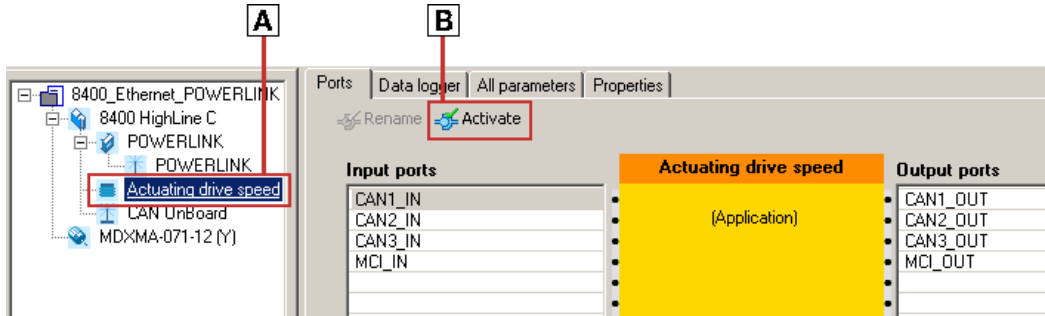 A
B
8400_Ethernet_POWERLINK
8400 HighLine C
POWERLINK
POWERLINK
Actuating drive speed
CAN OnBoard
MDXMA-071-12 (Y)
Ports Data logger All parameters Properties
Rename Activate
Input ports
CAN1_IN
CAN2_IN
CAN3_IN
MCI_IN
Actuating drive speed
(Application)
Output ports
CAN1_OUT
CAN2_OUT
CAN3_OUT
MCI_OUT